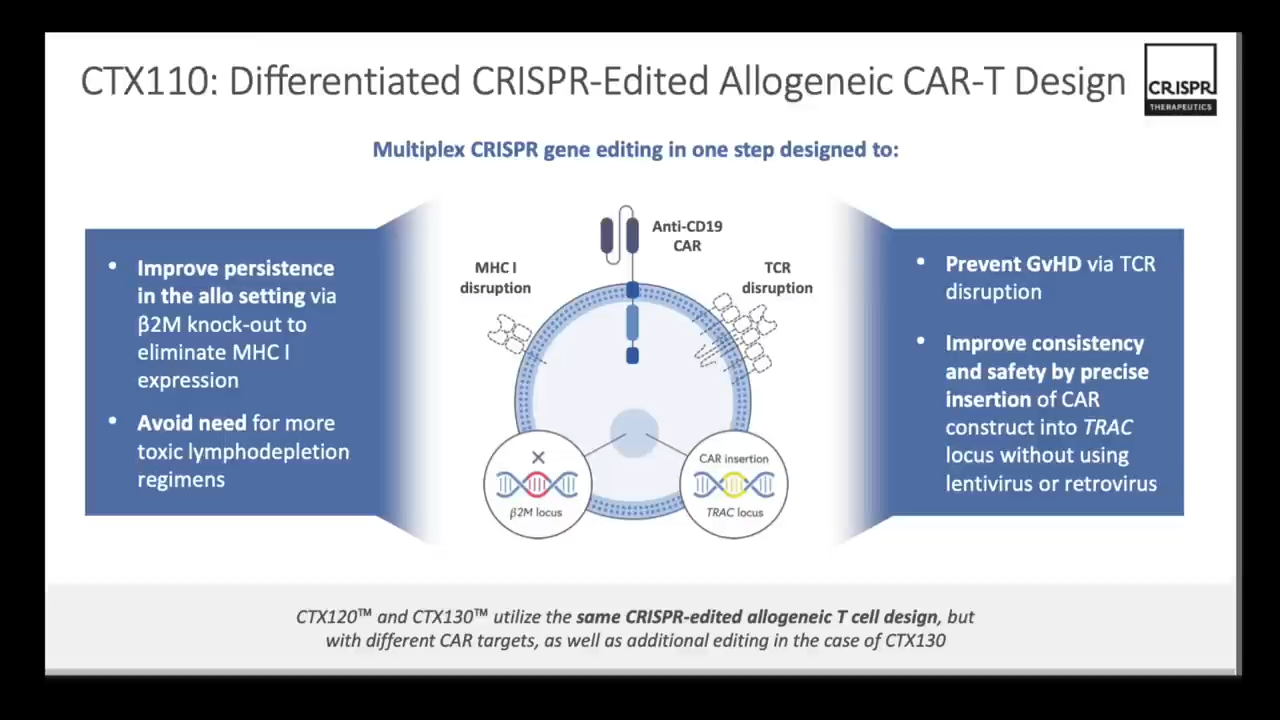 CTX110: Differentiated CRISPR-Edited Allogeneic CAR-T Design
CRISPR
THERAPEUTICS
Multiplex CRISPR gene editing in one step designed to:
• Improve persistence
in the allo setting via
β2M knock-out to
eliminate MHC I
expression
• Avoid need for more
toxic lymphodepletion
regimens
Anti-CD19
CAR
MHC I
disruption
TCR
disruption
β2M locus
CAR insertion
TRAC locus
• Prevent GvHD via TCR
disruption
• Improve consistency
and safety by precise
insertion of CAR
construct into TRAC
locus without using
lentivirus or retrovirus
CTX120™ and CTX130™ utilize the same CRISPR-edited allogeneic T cell design, but
with different CAR targets, as well as additional editing in the case of CTX130